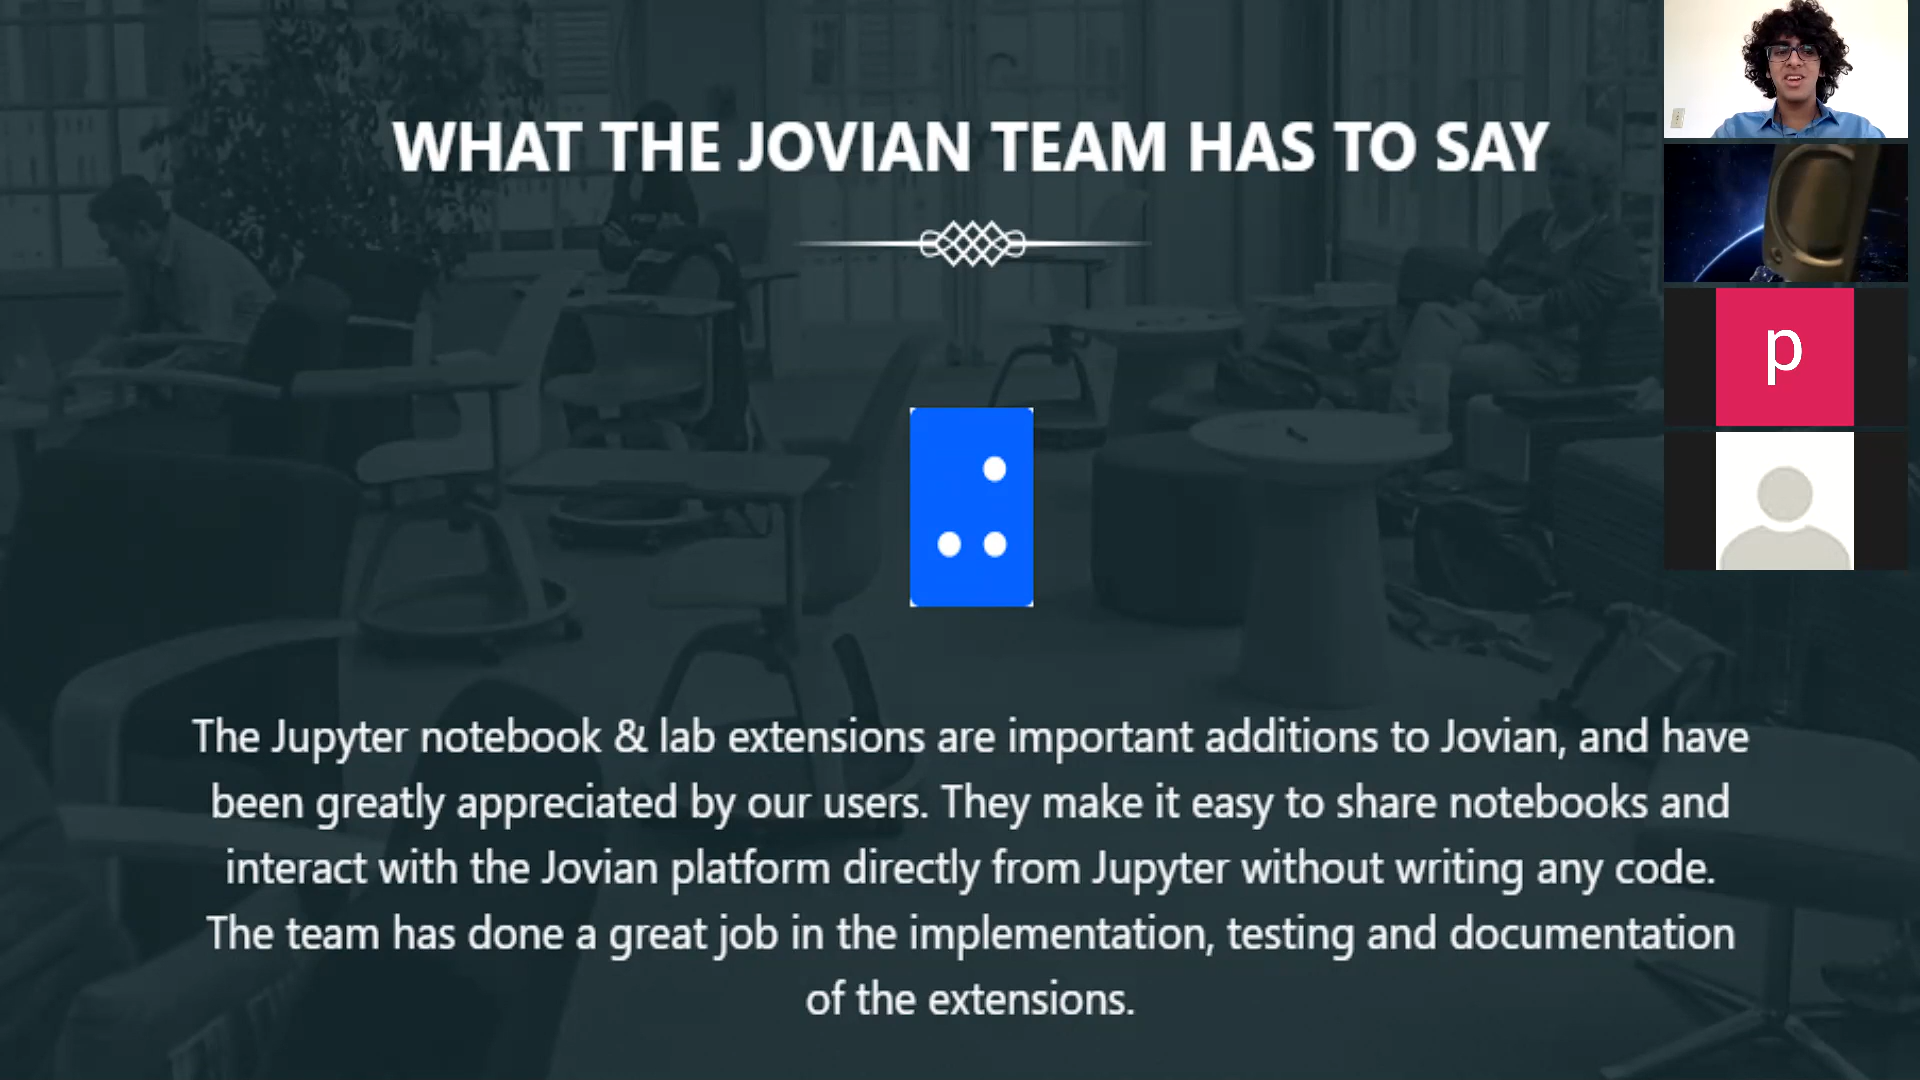 WHAT THE JOVIAN TEAM HAS TO SAY
The Jupyter notebook & lab extensions are important additions to Jovian, and have
been greatly appreciated by our users. They make it easy to share notebooks and
interact with the Jovian platform directly from Jupyter without writing any code.
The team has done a great job in the implementation, testing and documentation
of the extensions.
p